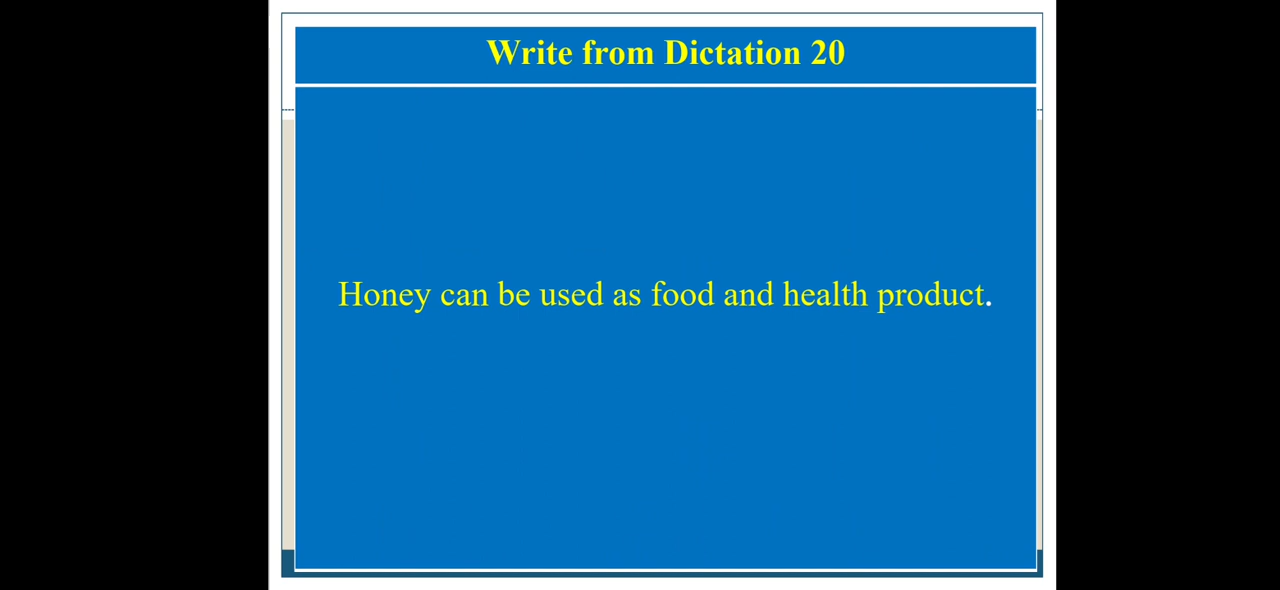 Write from Dictation 20
Honey can be used as food and health product.